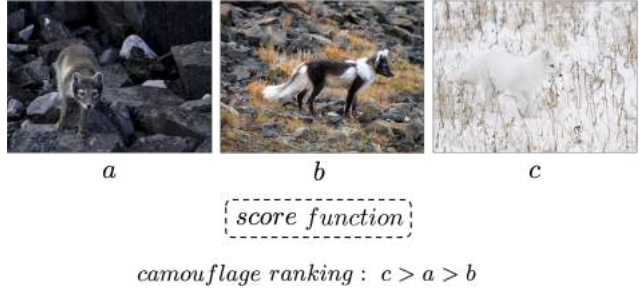 a b c
score function
camouflage ranking : c > a > b